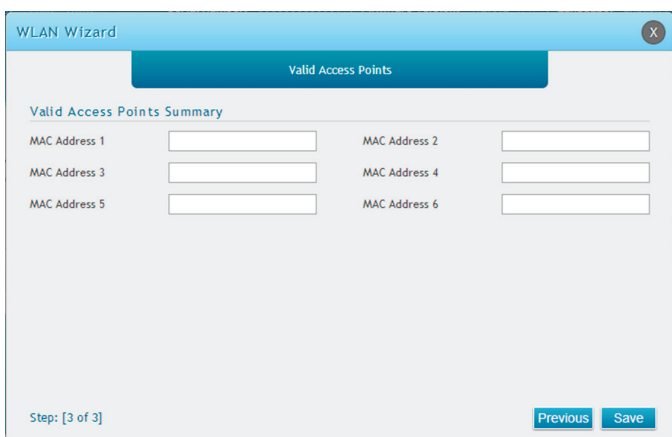 WLAN Wizard
X
Valid Access Points
Valid Access Points Summary
MAC Address 1
MAC Address 2
MAC Address 3
MAC Address 4
MAC Address 5
MAC Address 6
Step: [3 of 3]
Previous
Save